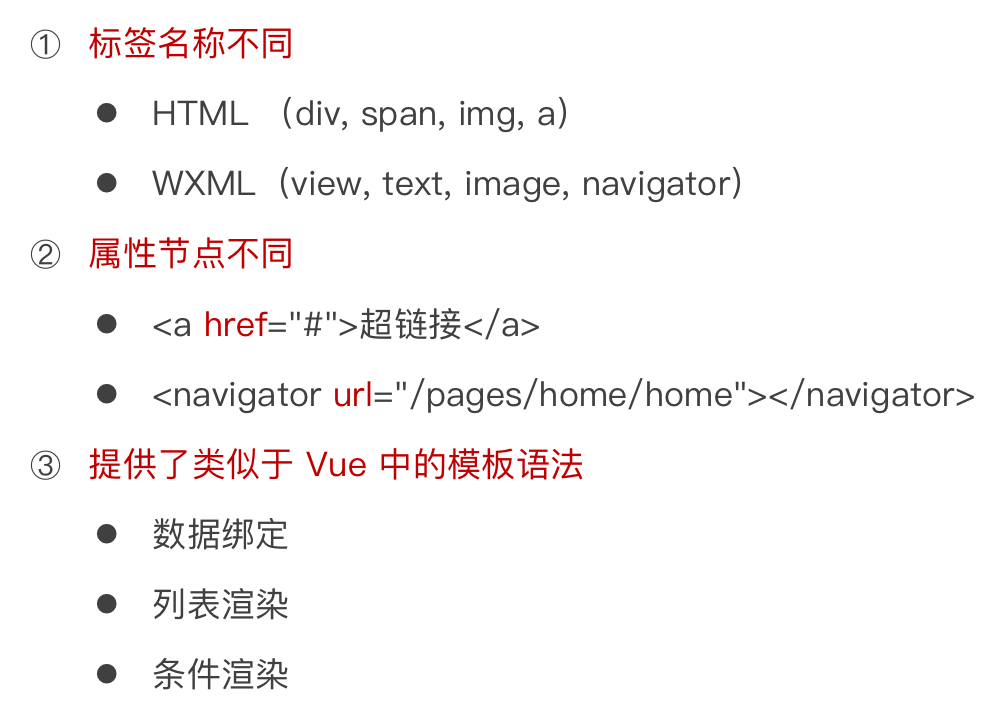 ① 标签名称不同
● HTML （div, span, img, a）
● WXML（view, text, image, navigator）
② 属性节点不同
● <a href="#">超链接</a>
● <navigator url="/pages/home/home"></navigator>
③ 提供了类似于 Vue 中的模板语法
● 数据绑定
● 列表渲染
● 条件渲染